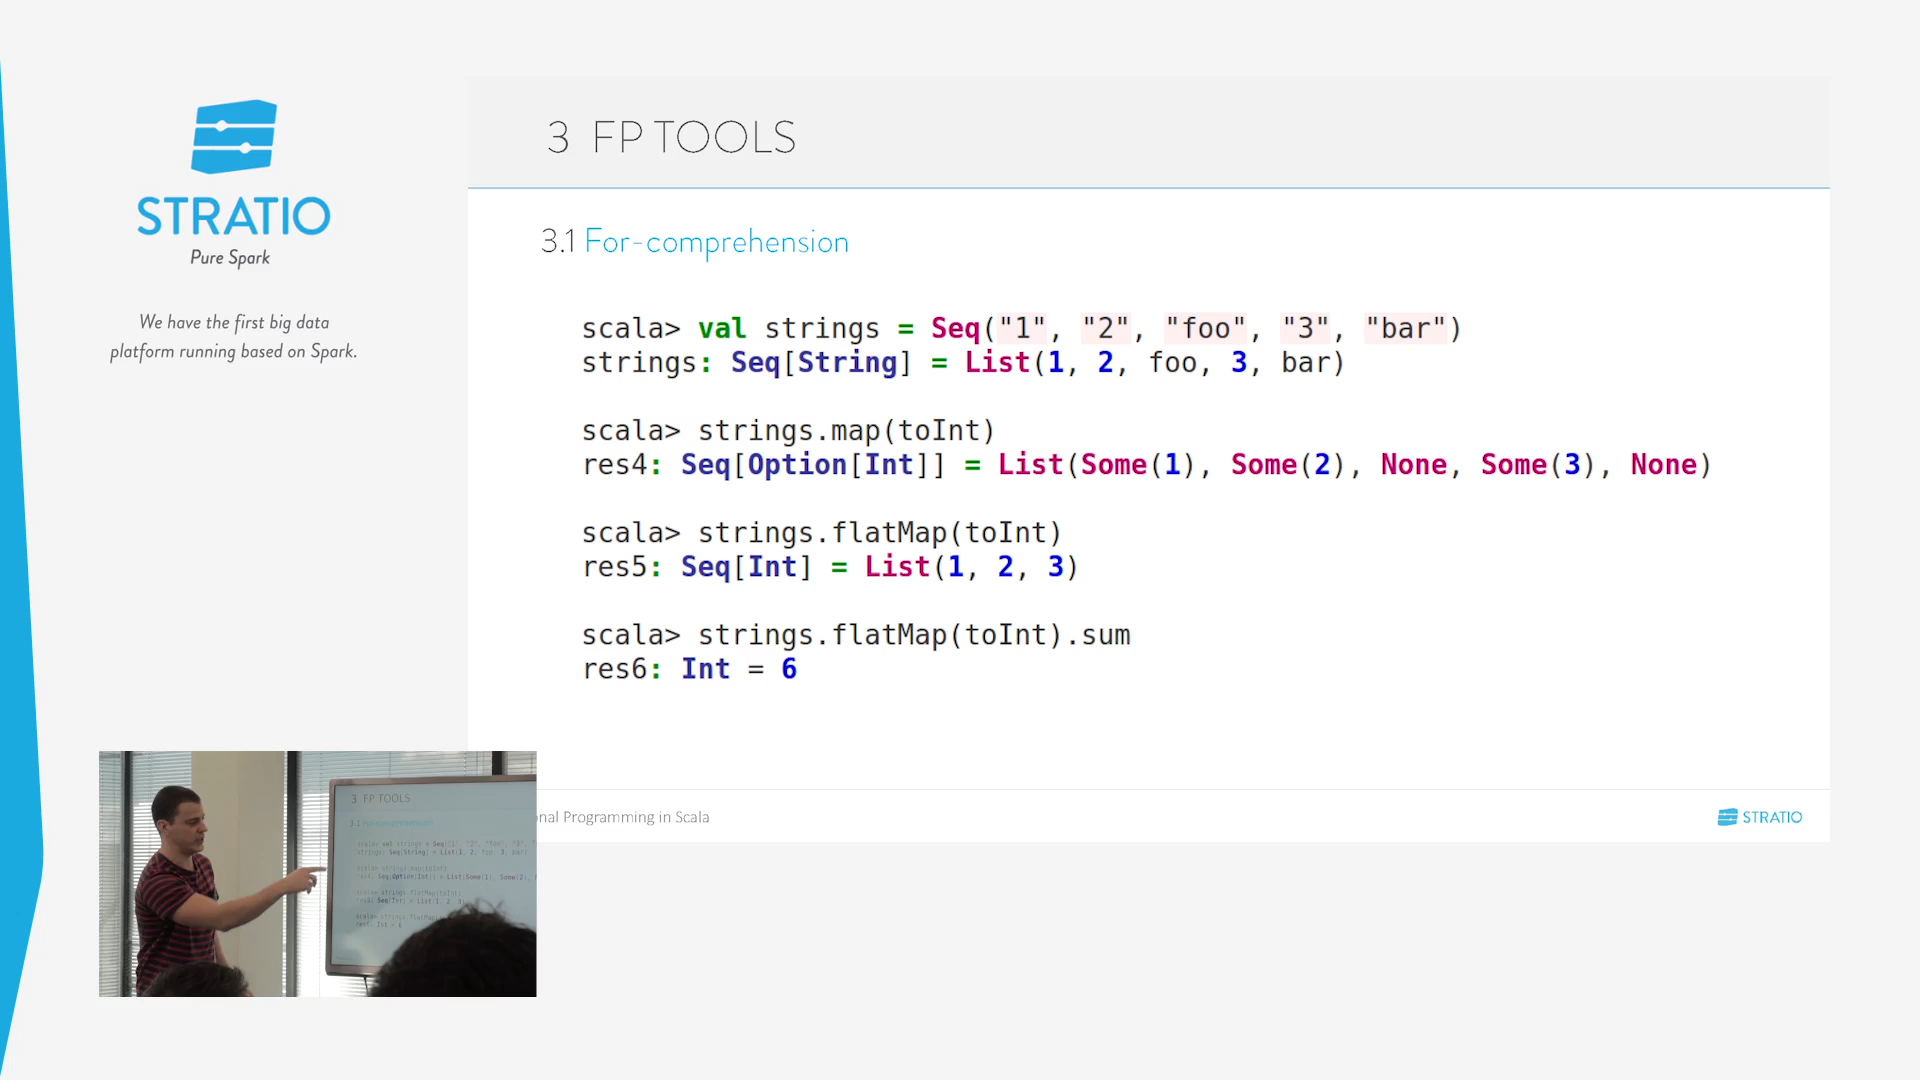 STRATIO
Pure Spark
We have the first big data
platform running based on Spark.
3 FP TOOLS
3.1 For-comprehension
scala> val strings = Seq("1", "2", "foo", "3", "bar")
strings: Seq[String] = List(1, 2, foo, 3, bar)
scala> strings.map(toInt)
res4: Seq[Option[Int]] = List(Some(1), Some(2), None, Some(3), None)
scala> strings.flatMap(toInt)
res5: Seq[Int] = List(1, 2, 3)
scala> strings.flatMap(toInt).sum
res6: Int = 6
onal Programming in Scala
STRATIO
3 FP TOOLS